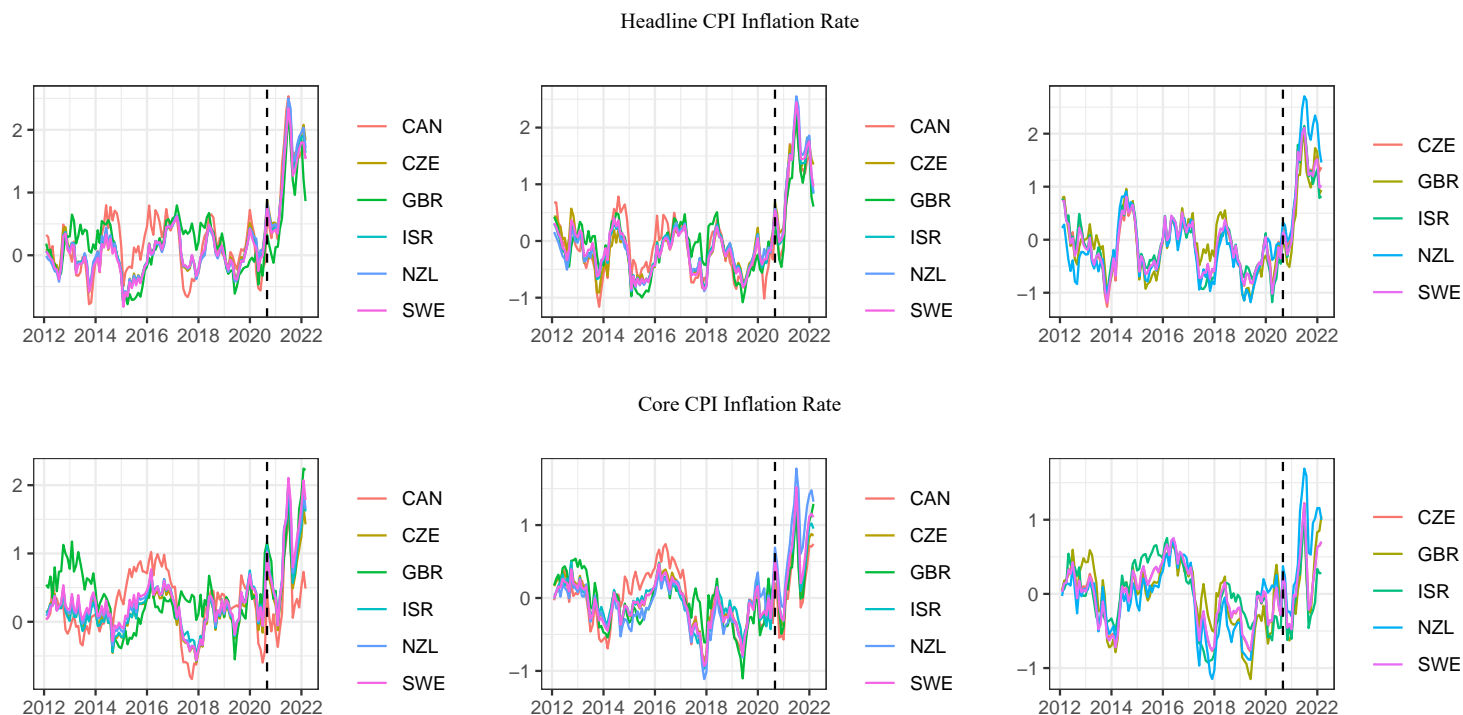 Headline CPI Inflation Rate
2
1
0
2012 2014 2016 2018 2020 2022
CAN
CZE
GBR
ISR
NZL
SWE
2
1
0
−1
2012 2014 2016 2018 2020 2022
CAN
CZE
GBR
ISR
NZL
SWE
2
1
0
−1
2012 2014 2016 2018 2020 2022
CZE
GBR
ISR
NZL
SWE
Core CPI Inflation Rate
2
1
0
2012 2014 2016 2018 2020 2022
CAN
CZE
GBR
ISR
NZL
SWE
1
0
−1
2012 2014 2016 2018 2020 2022
CAN
CZE
GBR
ISR
NZL
SWE
1
0
−1
2012 2014 2016 2018 2020 2022
CZE
GBR
ISR
NZL
SWE